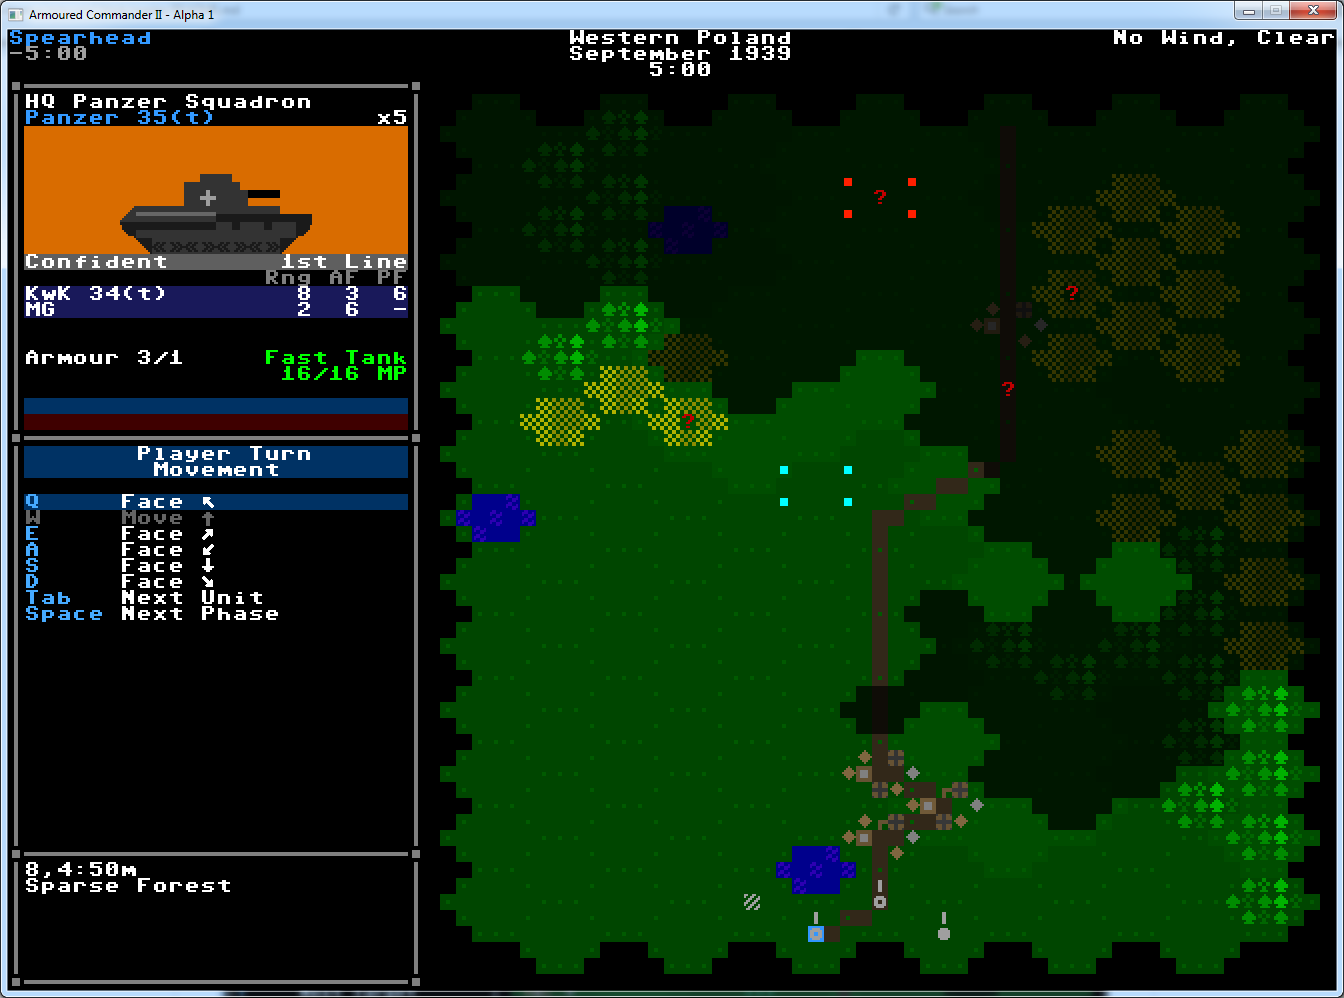 Armoured Commander II - Alpha 1
Spearhead
-5:00
Western Poland
September 1939
5:00
No Wind, Clear
HQ Panzer Squadron
Panzer 35(t) x5
Confident 1st Line
Rng AF PF
KwK 34(t) 8 3 6
MG 2 6 -
Armour 3/1 Fast Tank
16/16 MP
Player Turn
Movement
Q Face ↖
W Move ↑
E Face ↗
A Face ↙
S Face ↓
D Face ↘
Tab Next Unit
Space Next Phase
8,4:50m
Sparse Forest
?
?
?
?